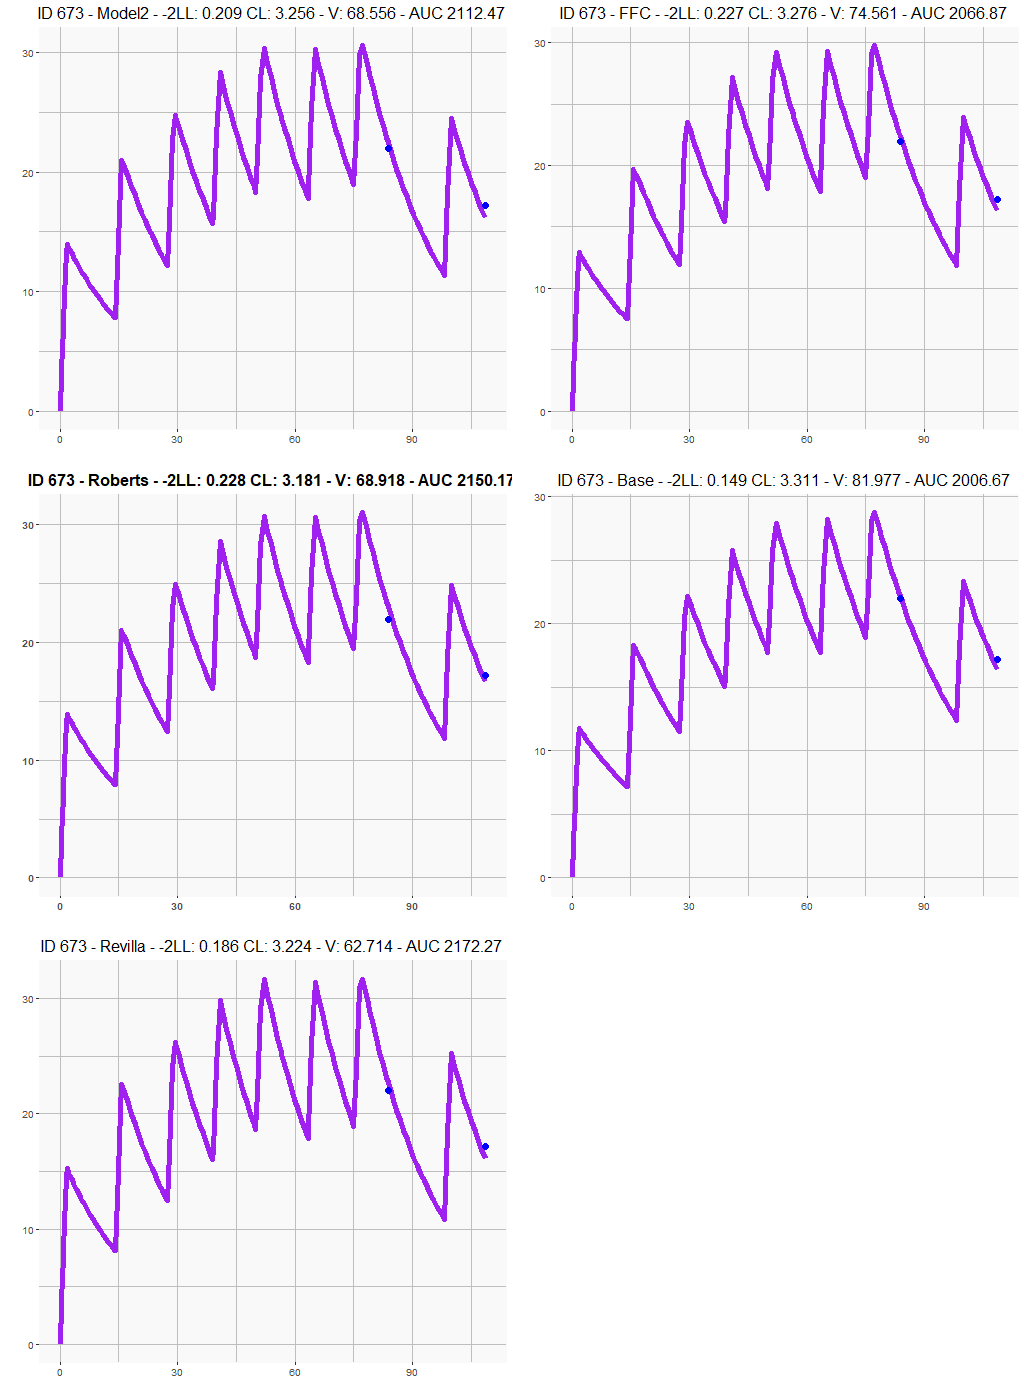 ID 673 - Model2 - -2LL: 0.209 CL: 3.256 - V: 68.556 - AUC 2112.47
30
20
10
0
0 30 60 90
ID 673 - FFC - -2LL: 0.227 CL: 3.276 - V: 74.561 - AUC 2066.87
30
20
10
0
0 30 60 90
ID 673 - Roberts - -2LL: 0.228 CL: 3.181 - V: 68.918 - AUC 2150.17
30
20
10
0
0 30 60 90
ID 673 - Base - -2LL: 0.149 CL: 3.311 - V: 81.977 - AUC 2006.67
30
20
10
0
0 30 60 90
ID 673 - Revilla - -2LL: 0.186 CL: 3.224 - V: 62.714 - AUC 2172.27
30
20
10
0
0 30 60 90